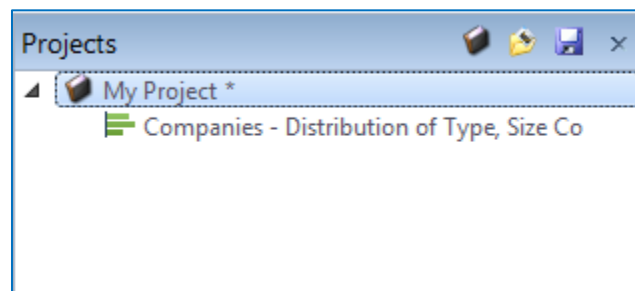 Projects
My Project *
Companies - Distribution of Type, Size Co